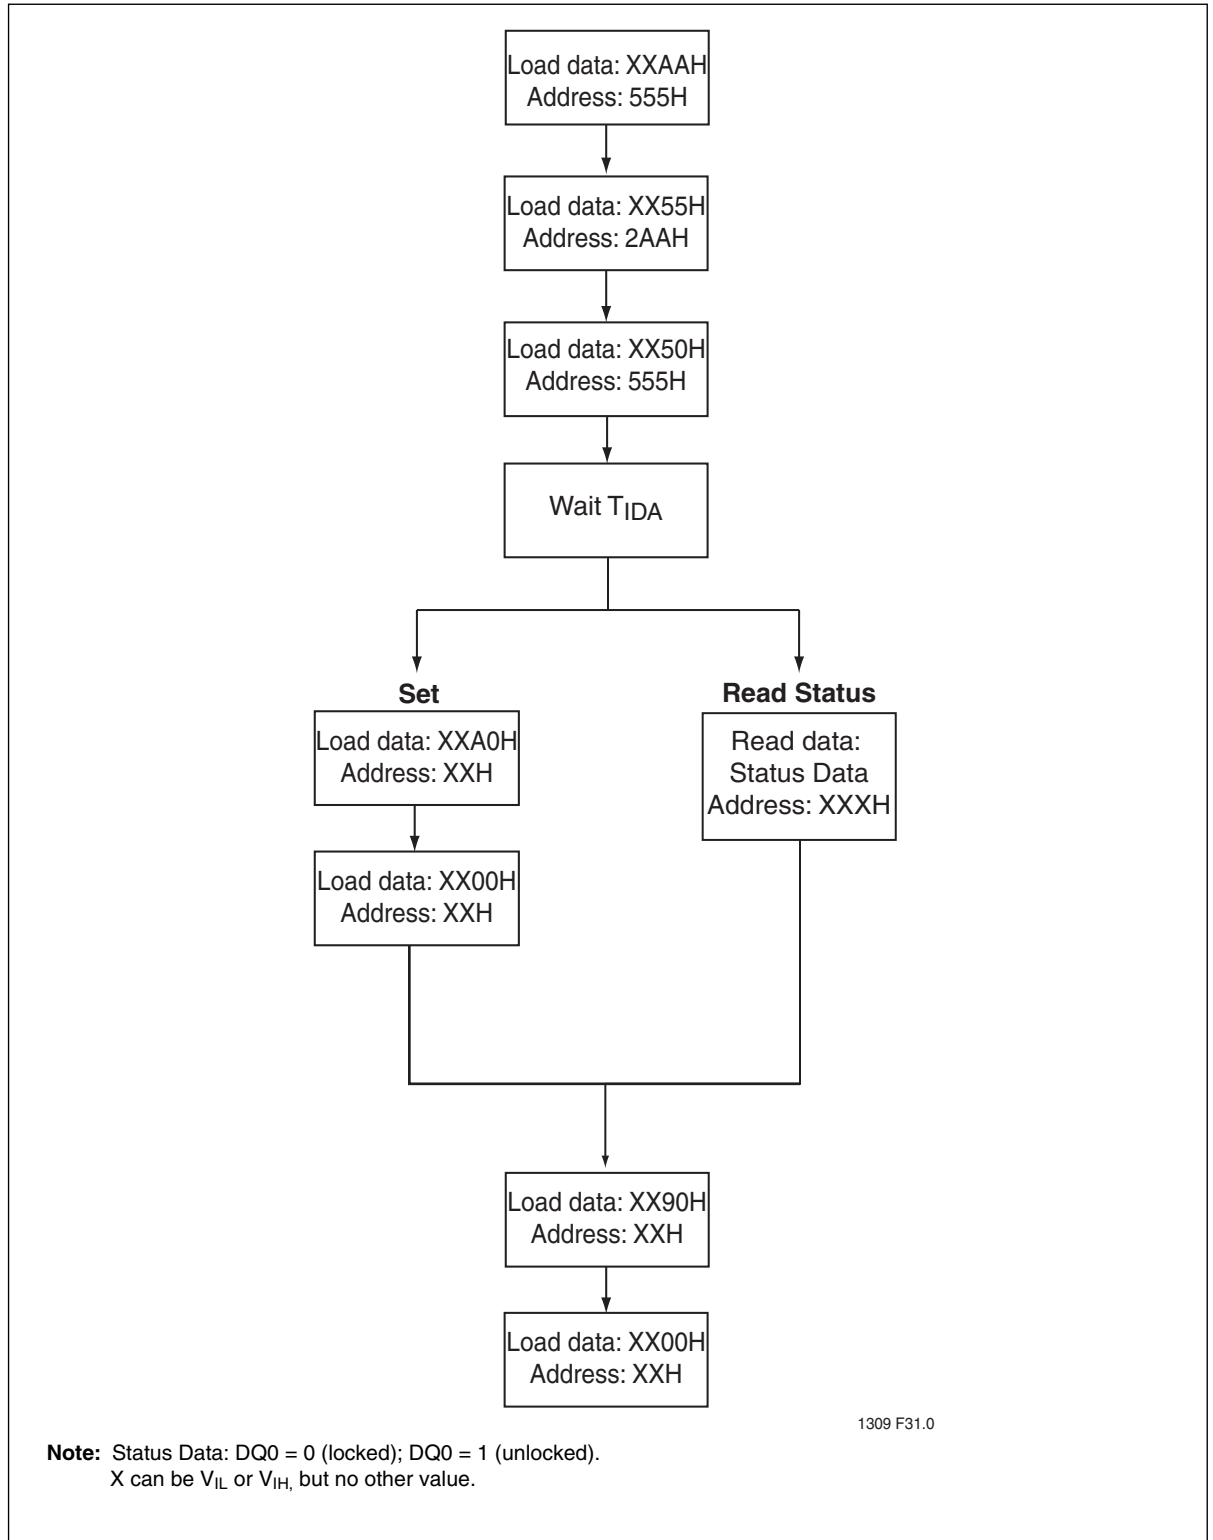 Load data: XXAAH
Address: 555H
Load data: XX55H
Address: 2AAH
Load data: XX50H
Address: 555H
Wait TIDA
Set
Load data: XXA0H
Address: XXH
Load data: XX00H
Address: XXH
Read Status
Read data:
Status Data
Address: XXXH
Load data: XX90H
Address: XXH
Load data: XX00H
Address: XXH
1309 F31.0
Note: Status Data: DQ0 = 0 (locked); DQ0 = 1 (unlocked).
X can be VIL or VIH, but no other value.